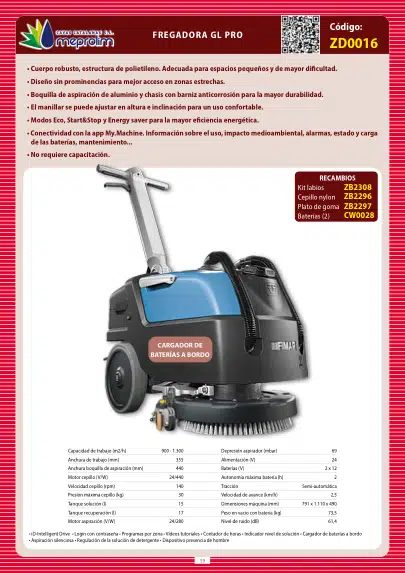 CUYAS CATALANAS S.L.
meprolim
FREGADORA GL PRO
Código:
ZD0016
• Cuerpo robusto, estructura de polietileno. Adecuada para espacios pequeños y de mayor dificultad.
• Diseño sin prominencias para mejor acceso en zonas estrechas.
• Boquilla de aspiración de aluminio y chasis con barniz anticorrosión para la mayor durabilidad.
• El manillar se puede ajustar en altura e inclinación para un uso confortable.
• Modos Eco, Start&Stop y Energy saver para la mayor eficiencia energética.
• Conectividad con la app My.Machine. Información sobre el uso, impacto medioambiental, alarmas, estado y carga
de las baterías, mantenimiento...
• No requiere capacitación.
RECAMBIOS
Kit labios ZB2308
Cepillo nylon ZB2296
Plato de goma ZB2297
Baterías (2) CW0028
FEIMAR
CARGADOR DE
BATERÍAS A BORDO
Capacidad de trabajo (m2/h) 900 - 1.300 Depresión aspirador (mbar) 69
Anchura de trabajo (mm) 355 Alimentación (V) 24
Anchura boquilla de aspiración (mm) 440 Baterías (V) 2 x 12
Motor cepillo (V/W) 24/440 Autonomía máxima batería (h) 2
Velocidad cepillo (rpm) 140 Tracción Semi-automática
Presión máxima cepillo (kg) 30 Velocidad de avance (km/h) 2,5
Tanque solución (l) 15 Dimensiones máquina (mm) 791 x 1.110 x 490
Tanque recuperación (l) 17 Peso en vacío con batería (kg) 73,5
Motor aspiración (V/W) 24/280 Nivel de ruido (dB) 61,4
I-D (Intelligent) Drive • Login con contraseña • Programas por zona • Vídeos tutoriales • Contador de horas • Indicador nivel de solución • Cargador de baterías a bordo
• Aspiración silenciosa • Regulación de la solución de detergente • Dispositivo presencia de hombre